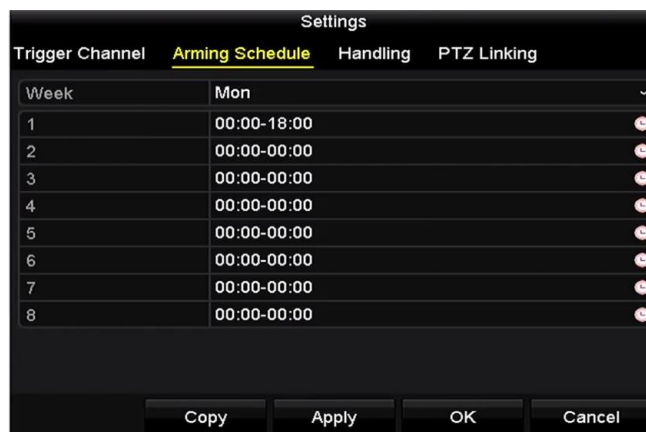 Settings
Trigger Channel Arming Schedule Handling PTZ Linking
Week Mon
1 00:00-18:00
2 00:00-00:00
3 00:00-00:00
4 00:00-00:00
5 00:00-00:00
6 00:00-00:00
7 00:00-00:00
8 00:00-00:00
Copy Apply OK Cancel